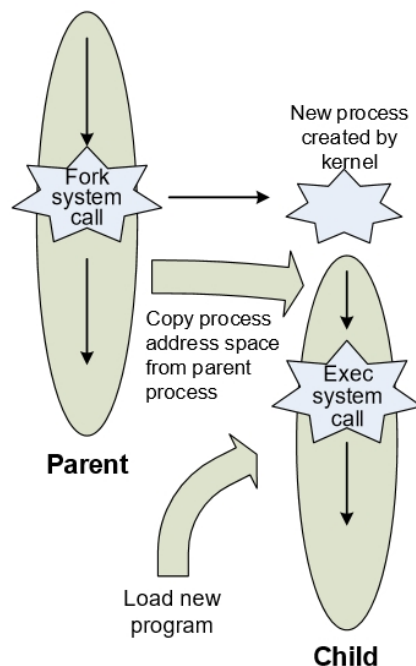 New process
created by
kernel
Fork
system
call
Copy process
address space
from parent
process
Exec
system
call
Parent
Load new
program
Child